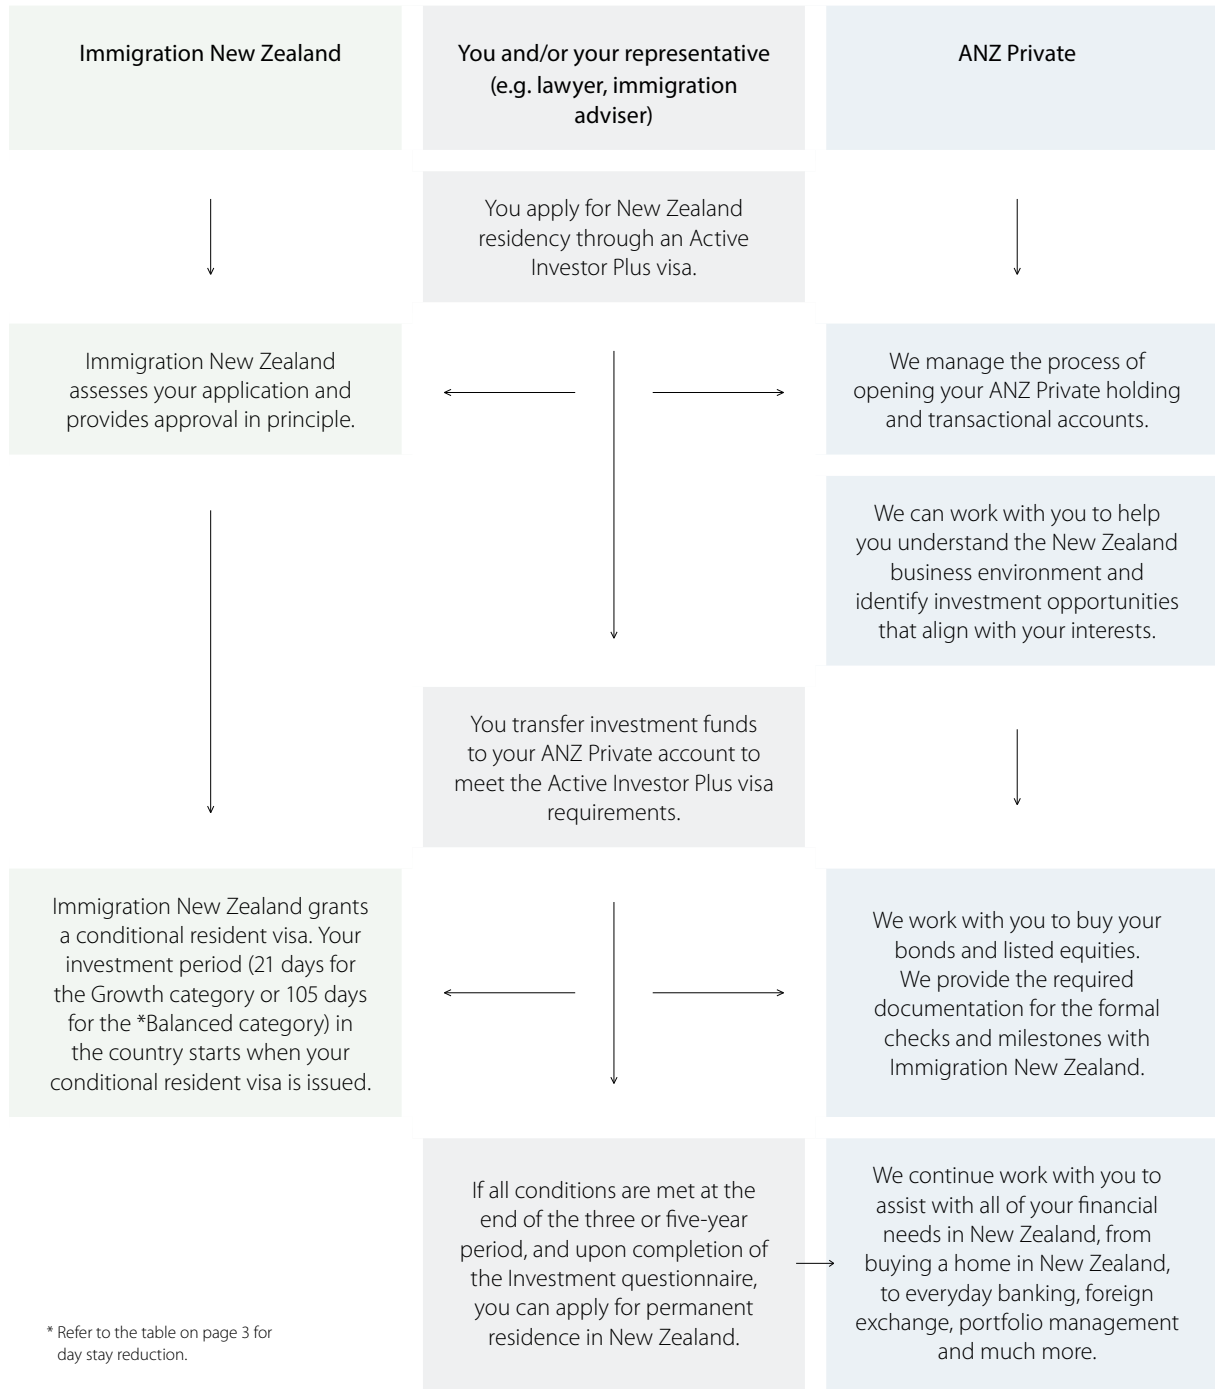 Immigration New Zealand
You and/or your representative
(e.g. lawyer, immigration
adviser)
ANZ Private
You apply for New Zealand
residency through an Active
Investor Plus visa.
Immigration New Zealand
assesses your application and
provides approval in principle.
We manage the process of
opening your ANZ Private holding
and transactional accounts.
We can work with you to help
you understand the New Zealand
business environment and
identify investment opportunities
that align with your interests.
You transfer investment funds
to your ANZ Private account to
meet the Active Investor Plus visa
requirements.
Immigration New Zealand grants
a conditional resident visa. Your
investment period (21 days for
the Growth category or 105 days
for the *Balanced category) in
the country starts when your
conditional resident visa is issued.
We work with you to buy your
bonds and listed equities.
We provide the required
documentation for the formal
checks and milestones with
Immigration New Zealand.
If all conditions are met at the
end of the three or five-year
period, and upon completion of
the Investment questionnaire,
you can apply for permanent
residence in New Zealand.
We continue work with you to
assist with all of your financial
needs in New Zealand, from
buying a home in New Zealand,
to everyday banking, foreign
exchange, portfolio management
and much more.
* Refer to the table on page 3 for
day stay reduction.